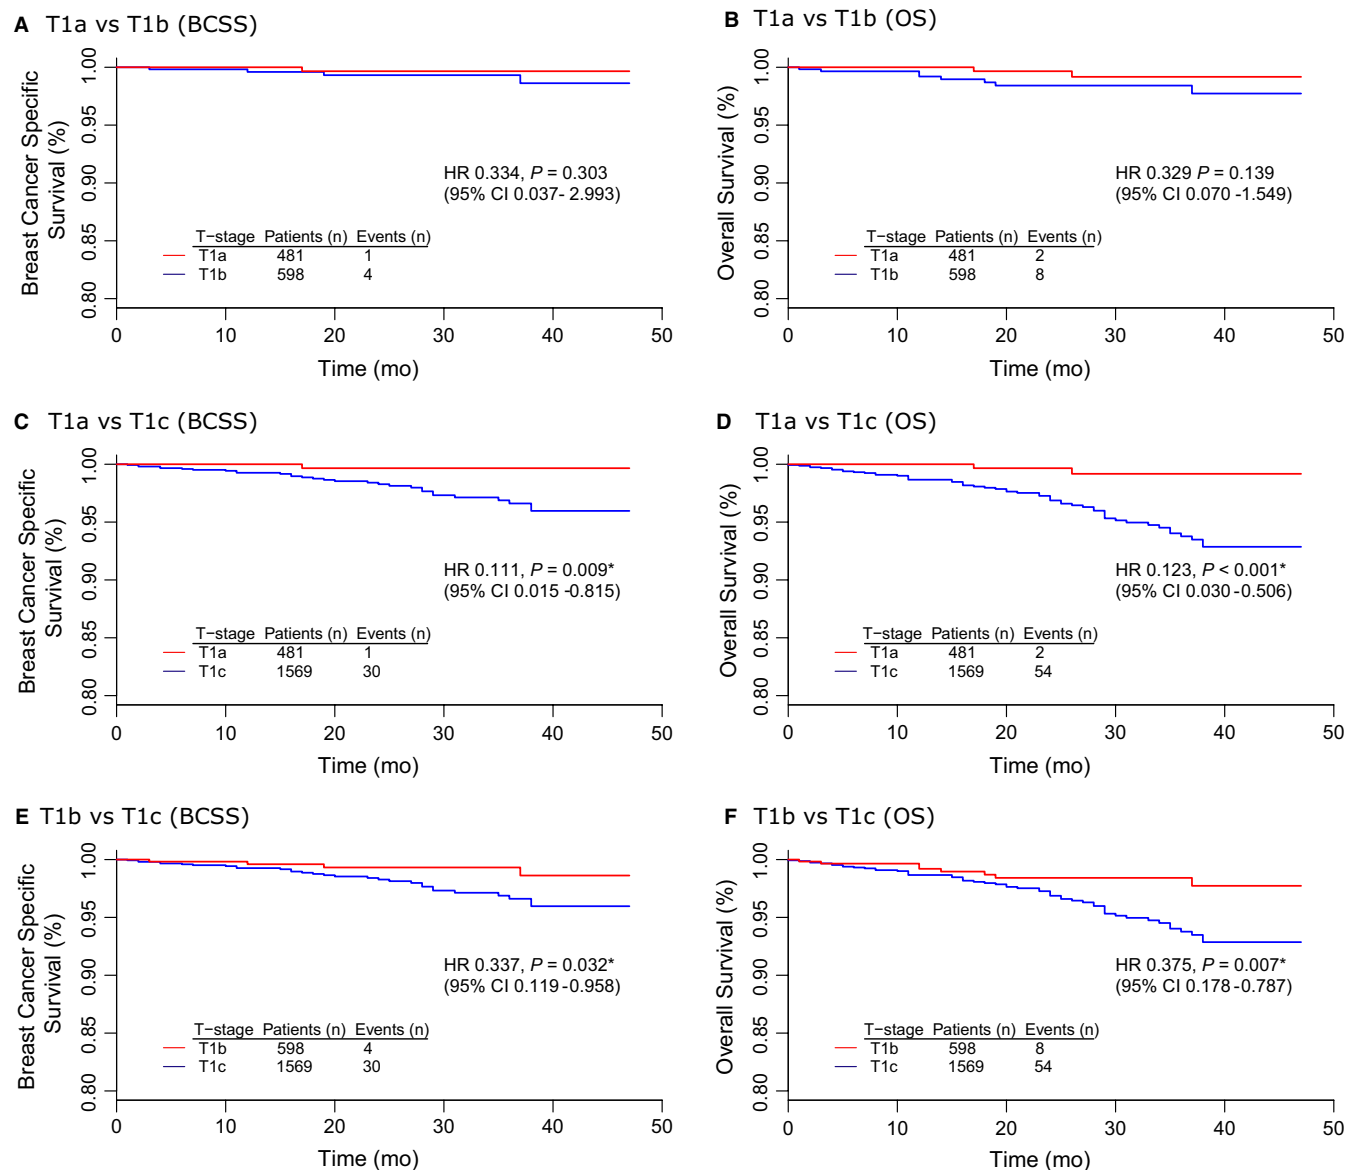 A T1a vs T1b (BCSS)
Breast Cancer Specific
Survival (%)
1.00
0.95
0.90
0.85
0.80
HR 0.334, P = 0.303
(95% CI 0.037- 2.993)
T−stage Patients (n) Events (n)
T1a 481 1
T1b 598 4
0 10 20 30 40 50
Time (mo)
B T1a vs T1b (OS)
Overall Survival (%)
1.00
0.95
0.90
0.85
0.80
HR 0.329 P = 0.139
(95% CI 0.070 -1.549)
T−stage Patients (n) Events (n)
T1a 481 2
T1b 598 8
0 10 20 30 40 50
Time (mo)
C T1a vs T1c (BCSS)
Breast Cancer Specific
Survival (%)
1.00
0.95
0.90
0.85
0.80
HR 0.111, P = 0.009*
(95% CI 0.015 -0.815)
T−stage Patients (n) Events (n)
T1a 481 1
T1c 1569 30
0 10 20 30 40 50
Time (mo)
D T1a vs T1c (OS)
Overall Survival (%)
1.00
0.95
0.90
0.85
0.80
HR 0.123, P < 0.001*
(95% CI 0.030 -0.506)
T−stage Patients (n) Events (n)
T1a 481 2
T1c 1569 54
0 10 20 30 40 50
Time (mo)
E T1b vs T1c (BCSS)
Breast Cancer Specific
Survival (%)
1.00
0.95
0.90
0.85
0.80
HR 0.337, P = 0.032*
(95% CI 0.119 -0.958)
T−stage Patients (n) Events (n)
T1b 598 4
T1c 1569 30
0 10 20 30 40 50
Time (mo)
F T1b vs T1c (OS)
Overall Survival (%)
1.00
0.95
0.90
0.85
0.80
HR 0.375, P = 0.007*
(95% CI 0.178 -0.787)
T−stage Patients (n) Events (n)
T1b 598 8
T1c 1569 54
0 10 20 30 40 50
Time (mo)